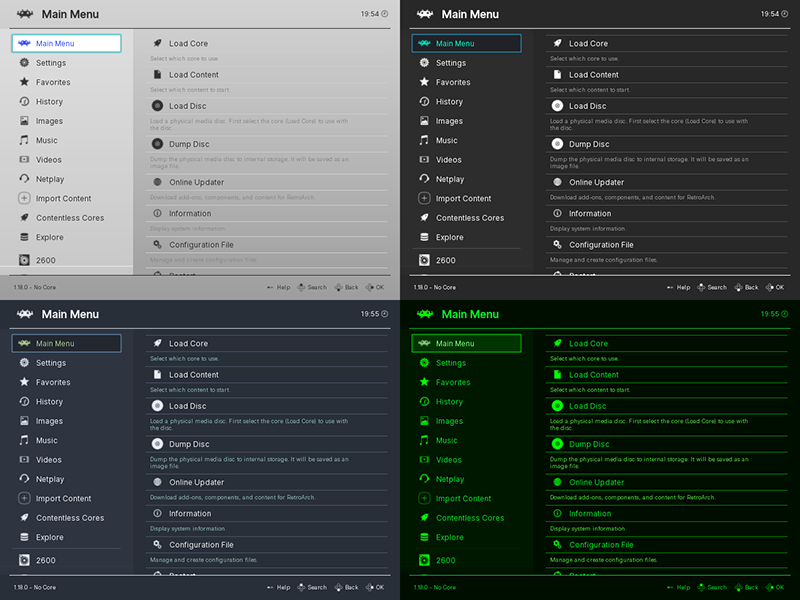 Main Menu
19:54
Main Menu
Settings
Favorites
History
Images
Music
Videos
Netplay
Import Content
Contentless Cores
Explore
2600
Load Core
Select which core to use.
Load Content
Select which content to start.
Load Disc
Load a physical media disc. First select the core (Load Core) to use with
the disc.
Dump Disc
Dump the physical media disc to internal storage. It will be saved as an
image file.
Online Updater
Download add-ons, components, and content for RetroArch.
Information
Display system information.
Configuration File
Manage and create configuration files.
Restart
1.18.0 - No Core
Help
Search
Back
OK
Main Menu
19:54
Main Menu
Settings
Favorites
History
Images
Music
Videos
Netplay
Import Content
Contentless Cores
Explore
2600
Load Core
Select which core to use.
Load Content
Select which content to start.
Load Disc
Load a physical media disc. First select the core (Load Core) to use with
the disc.
Dump Disc
Dump the physical media disc to internal storage. It will be saved as an
image file.
Online Updater
Download add-ons, components, and content for RetroArch.
Information
Display system information.
Configuration File
Manage and create configuration files.
Restart
1.18.0 - No Core
Help
Search
Back
OK
Main Menu
19:55
Main Menu
Settings
Favorites
History
Images
Music
Videos
Netplay
Import Content
Contentless Cores
Explore
2600
Load Core
Select which core to use.
Load Content
Select which content to start.
Load Disc
Load a physical media disc. First select the core (Load Core) to use with
the disc.
Dump Disc
Dump the physical media disc to internal storage. It will be saved as an
image file.
Online Updater
Download add-ons, components, and content for RetroArch.
Information
Display system information.
Configuration File
Manage and create configuration files.
Restart
1.18.0 - No Core
Help
Search
Back
OK
Main Menu
19:55
Main Menu
Settings
Favorites
History
Images
Music
Videos
Netplay
Import Content
Contentless Cores
Explore
2600
Load Core
Select which core to use.
Load Content
Select which content to start.
Load Disc
Load a physical media disc. First select the core (Load Core) to use with
the disc.
Dump Disc
Dump the physical media disc to internal storage. It will be saved as an
image file.
Online Updater
Download add-ons, components, and content for RetroArch.
Information
Display system information.
Configuration File
Manage and create configuration files.
Restart
1.18.0 - No Core
Help
Search
Back
OK